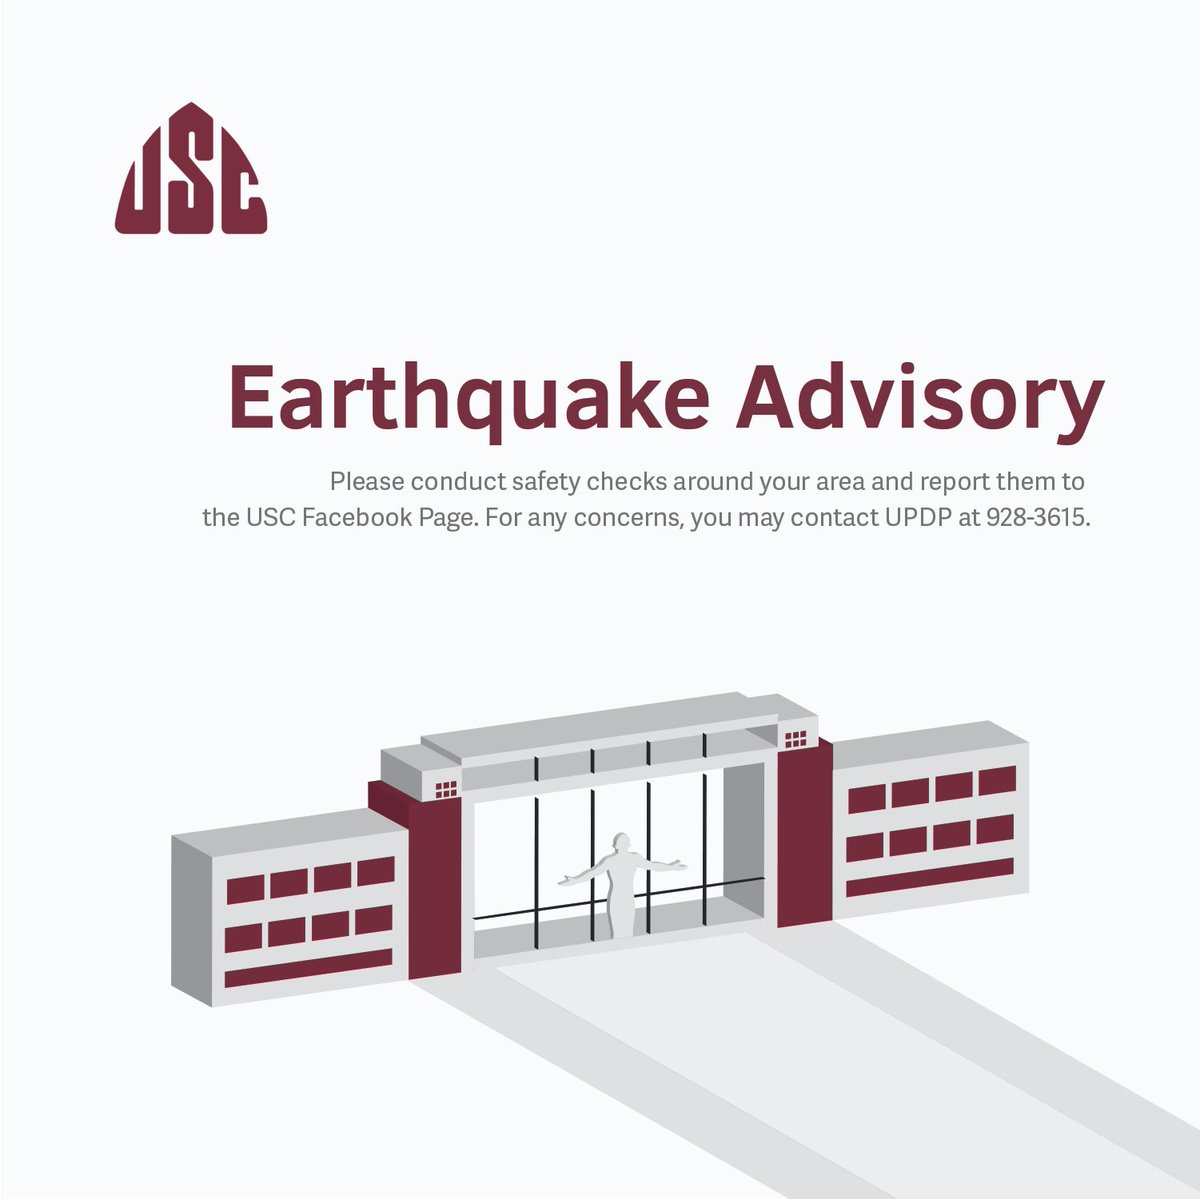 USC
Earthquake Advisory
Please conduct safety checks around your area and report them to
the USC Facebook Page. For any concerns, you may contact UPDP at 928-3615.